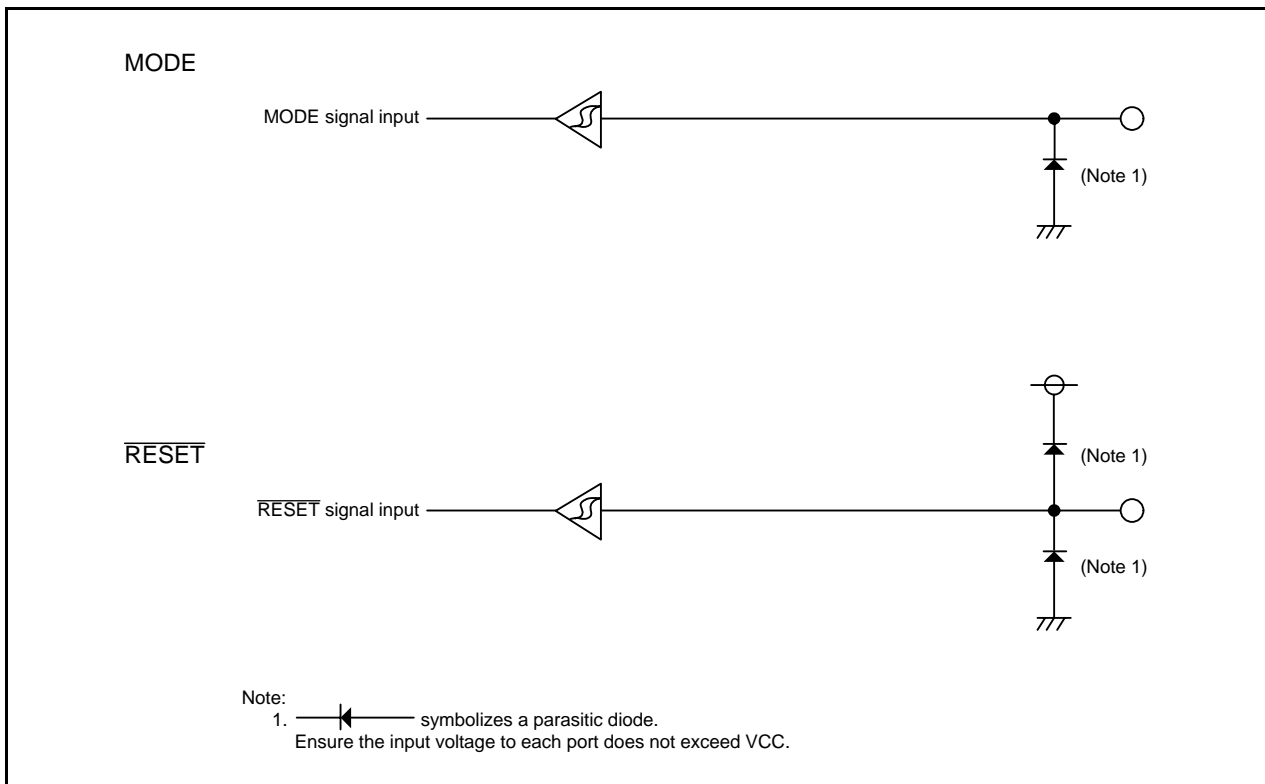 MODE
MODE signal input
(Note 1)
(Note 1)
RESET
RESET signal input
(Note 1)
Note:
1. symbolizes a parasitic diode.
Ensure the input voltage to each port does not exceed VCC.